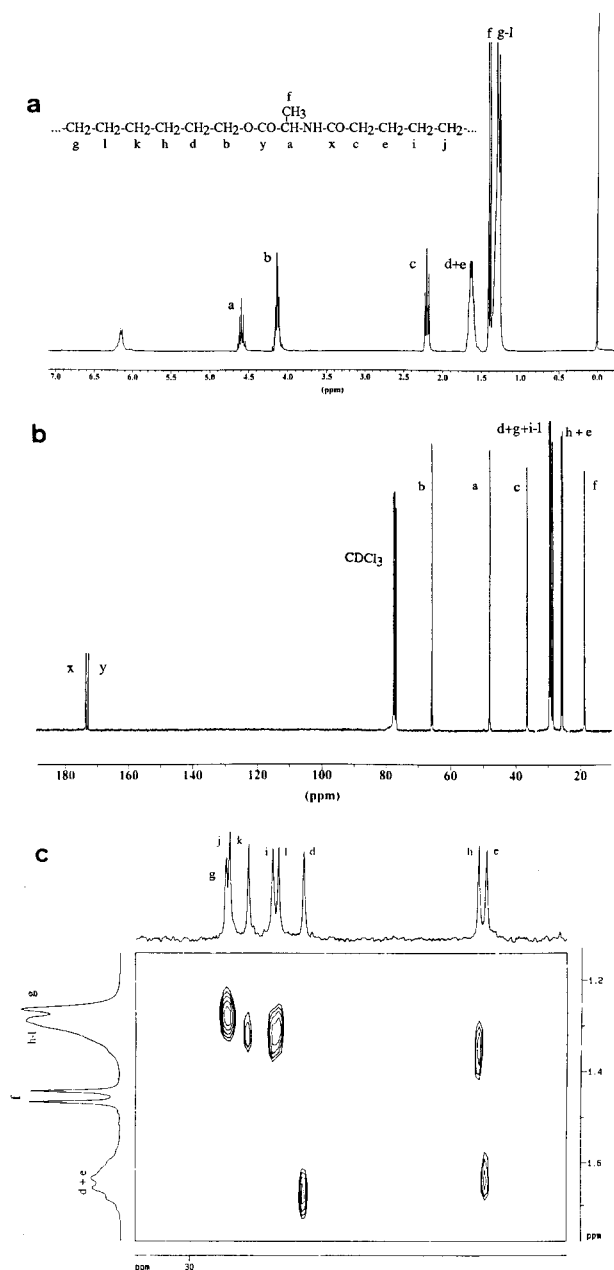 a
f g-l
f
CH3
...-CH2-CH2-CH2-CH2-CH2-CH2-O-CO-CH-NH-CO-CH2-CH2-CH2-CH2-...
g l k h d b y a x c e i j
b
a
c
d+e
7.0 6.5 6.0 5.5 5.0 4.5 4.0 3.5 3.0 2.5 2.0 1.5 1.0 0.5 0.0
(ppm)
b
d+g+i-l
h + e
b
a
c
f
CDCl3
x
y
180 160 140 120 100 80 60 40 20
(ppm)
c
j
k
g
i
l
d
h
e
g
h-l
f
d + e
1.2
1.4
1.6
ppm
ppm 30